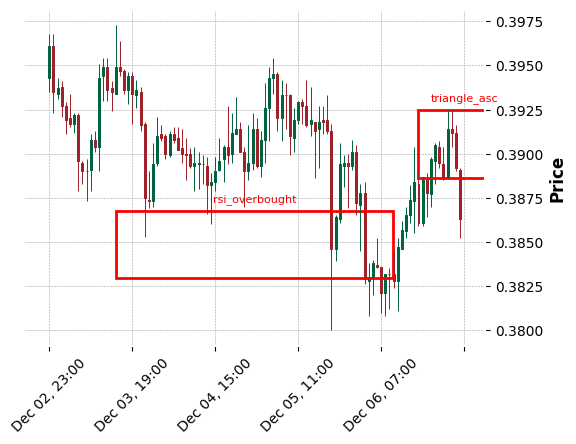 0.3975
0.3950
triangle_asc
0.3925
0.3900
Price
rsi_overbought
0.3875
0.3850
0.3825
0.3800
Dec 02, 23:00
Dec 03, 19:00
Dec 04, 15:00
Dec 05, 11:00
Dec 06, 07:00